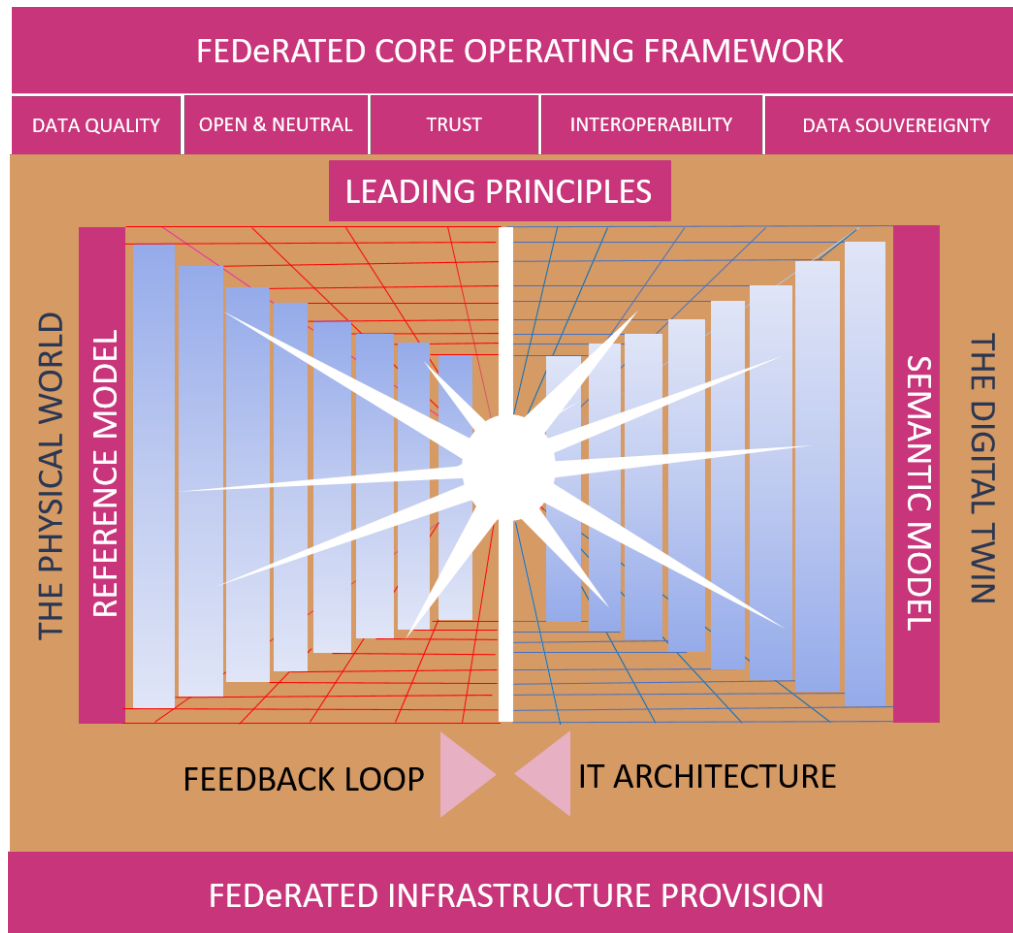 FEDeRATED CORE OPERATING FRAMEWORK
DATA QUALITY
OPEN & NEUTRAL
TRUST
INTEROPERABILITY
DATA SOUVEREIGNTY
LEADING PRINCIPLES
THE PHYSICAL WORLD
REFERENCE MODEL
SEMANTIC MODEL
THE DIGITAL TWIN
FEEDBACK LOOP
IT ARCHITECTURE
FEDeRATED INFRASTRUCTURE PROVISION